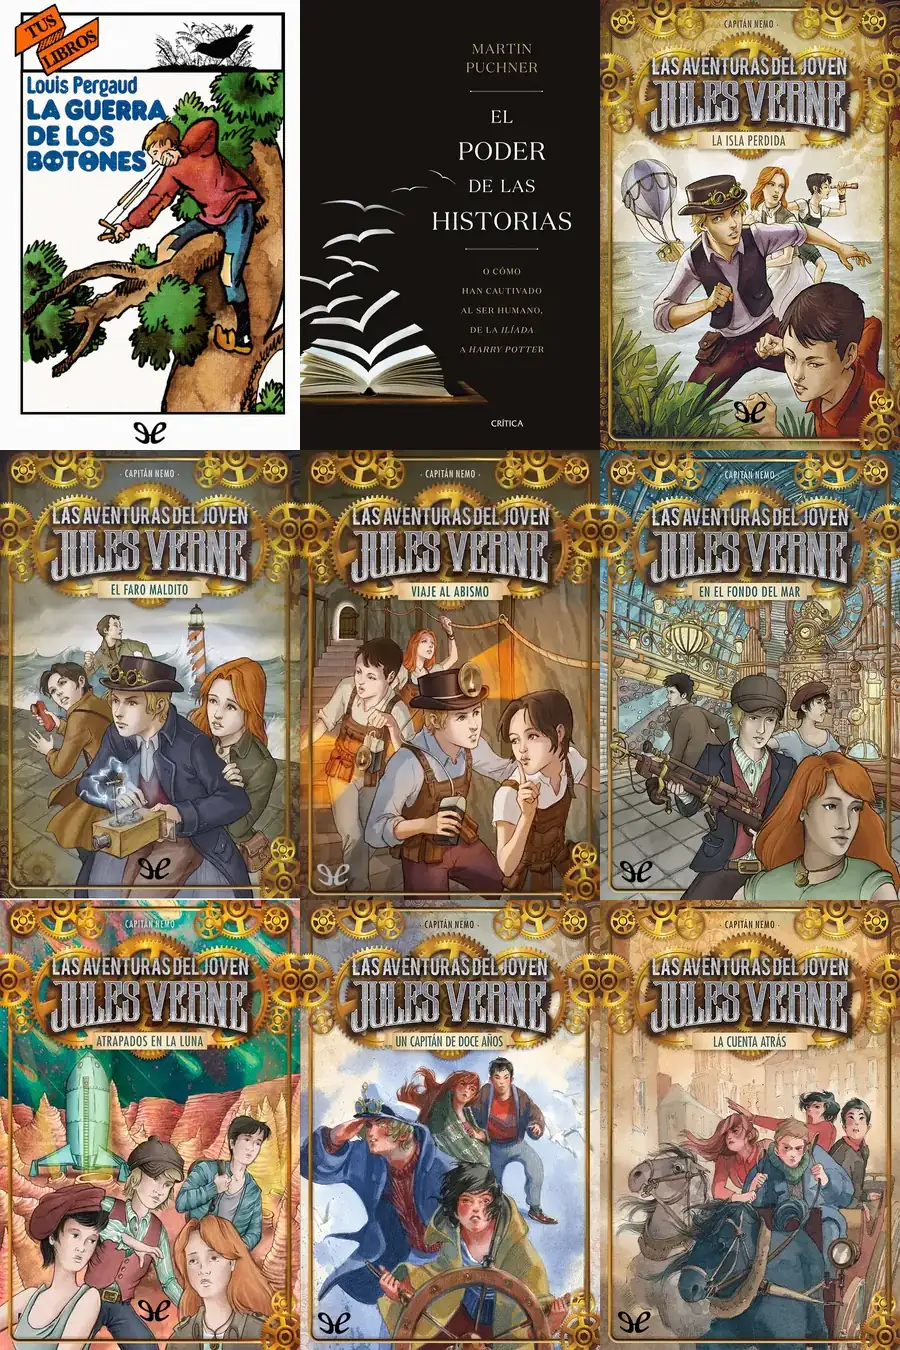 TUS
LIBROS
Louis Pergaud
LA GUERRA
DE LOS
BOTONES
MARTIN
PUCHNER
EL
PODER
DE LAS
HISTORIAS
O CÓMO
HAN CAUTIVADO
AL SER HUMANO,
DE LA ILÍADA
A HARRY POTTER
CRÍTICA
CAPITÁN NEMO
LAS AVENTURAS DEL JOVEN
JULES VERNE
LA ISLA PERDIDA
· CAPITÁN NEMO ·
LAS AVENTURAS DEL JOVEN
JULES VERNE
EL FARO MALDITO
· CAPITÁN NEMO ·
LAS AVENTURAS DEL JOVEN
JULES VERNE
VIAJE AL ABISMO
CAPITÁN NEMO
LAS AVENTURAS DEL JOVEN
JULES VERNE
EN EL FONDO DEL MAR
CAPITÁN NEMO
LAS AVENTURAS DEL JOVEN
JULES VERNE
ATRAPADOS EN LA LUNA
CAPITÁN NEMO ·
LAS AVENTURAS DEL JOVEN
JULES VERNE
UN CAPITÁN DE DOCE AÑOS
· CAPITÁN NEMO ·
LAS AVENTURAS DEL JOVEN
JULES VERNE
LA CUENTA ATRÁS